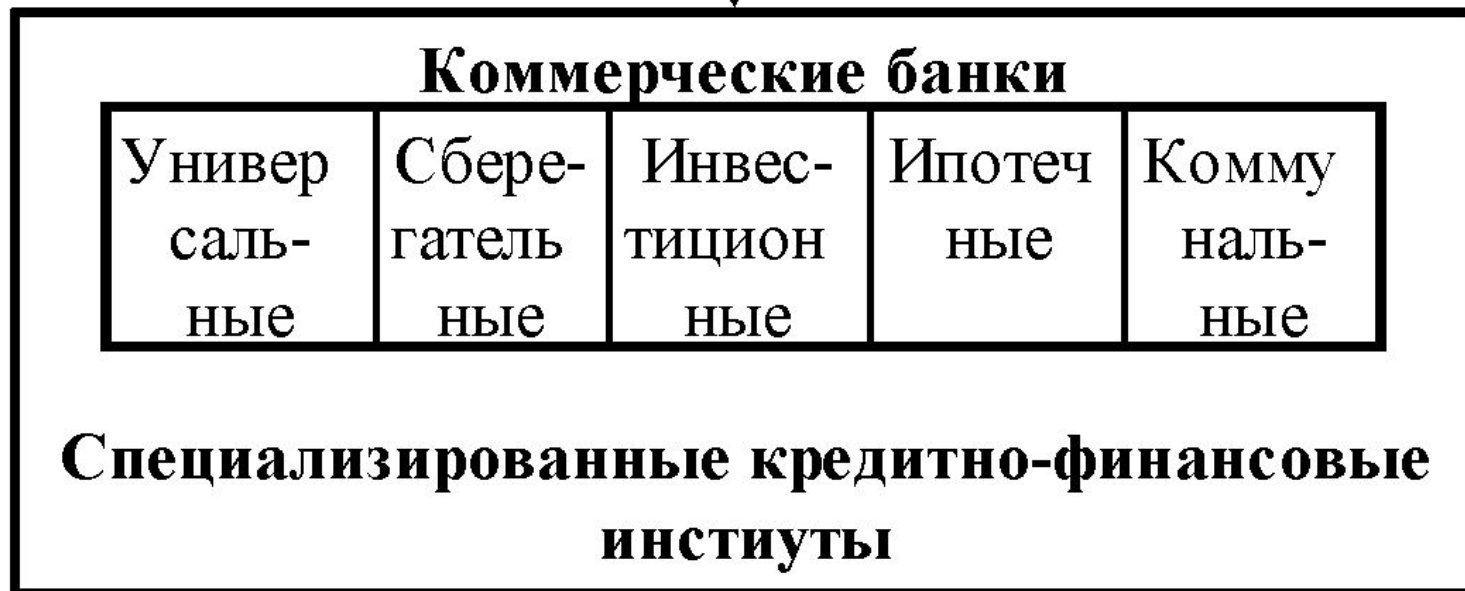 Коммерческие банки
Универ
саль-
ные
Сбере-
гатель
ные
Инвес-
тицион
ные
Ипотеч
ные
Комму
наль-
ные
Специализированные кредитно-финансовые
инстиуты